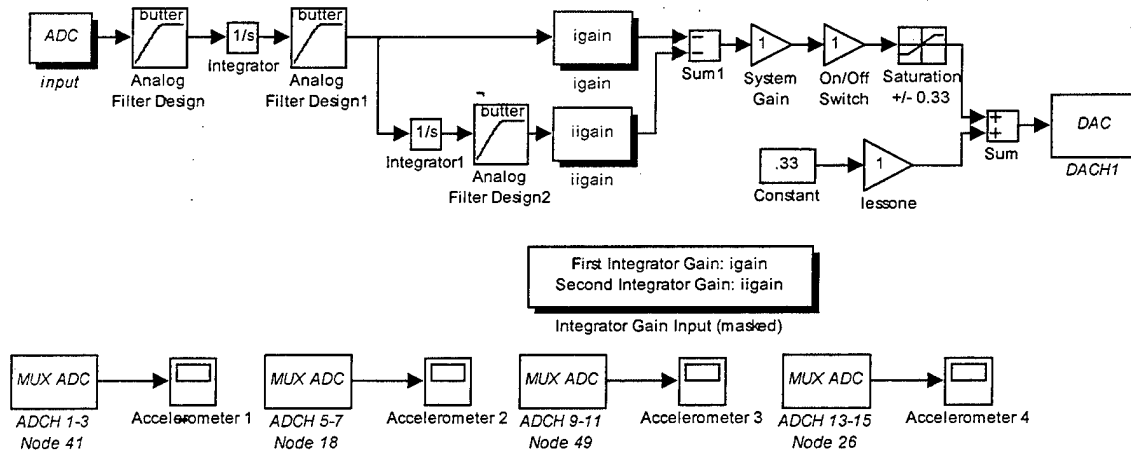 ADC
input
butter
Analog
Filter Design
1/s
Integrator
butter
Analog
Filter Design1
igain
igain
Sum1
1
System
Gain
1
On/Off
Switch
Saturation
+/- 0.33
1/s
Integrator1
butter
Analog
Filter Design2
iigain
iigain
.33
Constant
1
lessone
+
+
Sum
DAC
DACH1
First Integrator Gain: igain
Second Integrator Gain: iigain
Integrator Gain Input (masked)
MUX ADC
ADCH 1-3
Node 41
Accelerometer 1
MUX ADC
ADCH 5-7
Node 18
Accelerometer 2
MUX ADC
ADCH 9-11
Node 49
Accelerometer 3
MUX ADC
ADCH 13-15
Node 26
Accelerometer 4